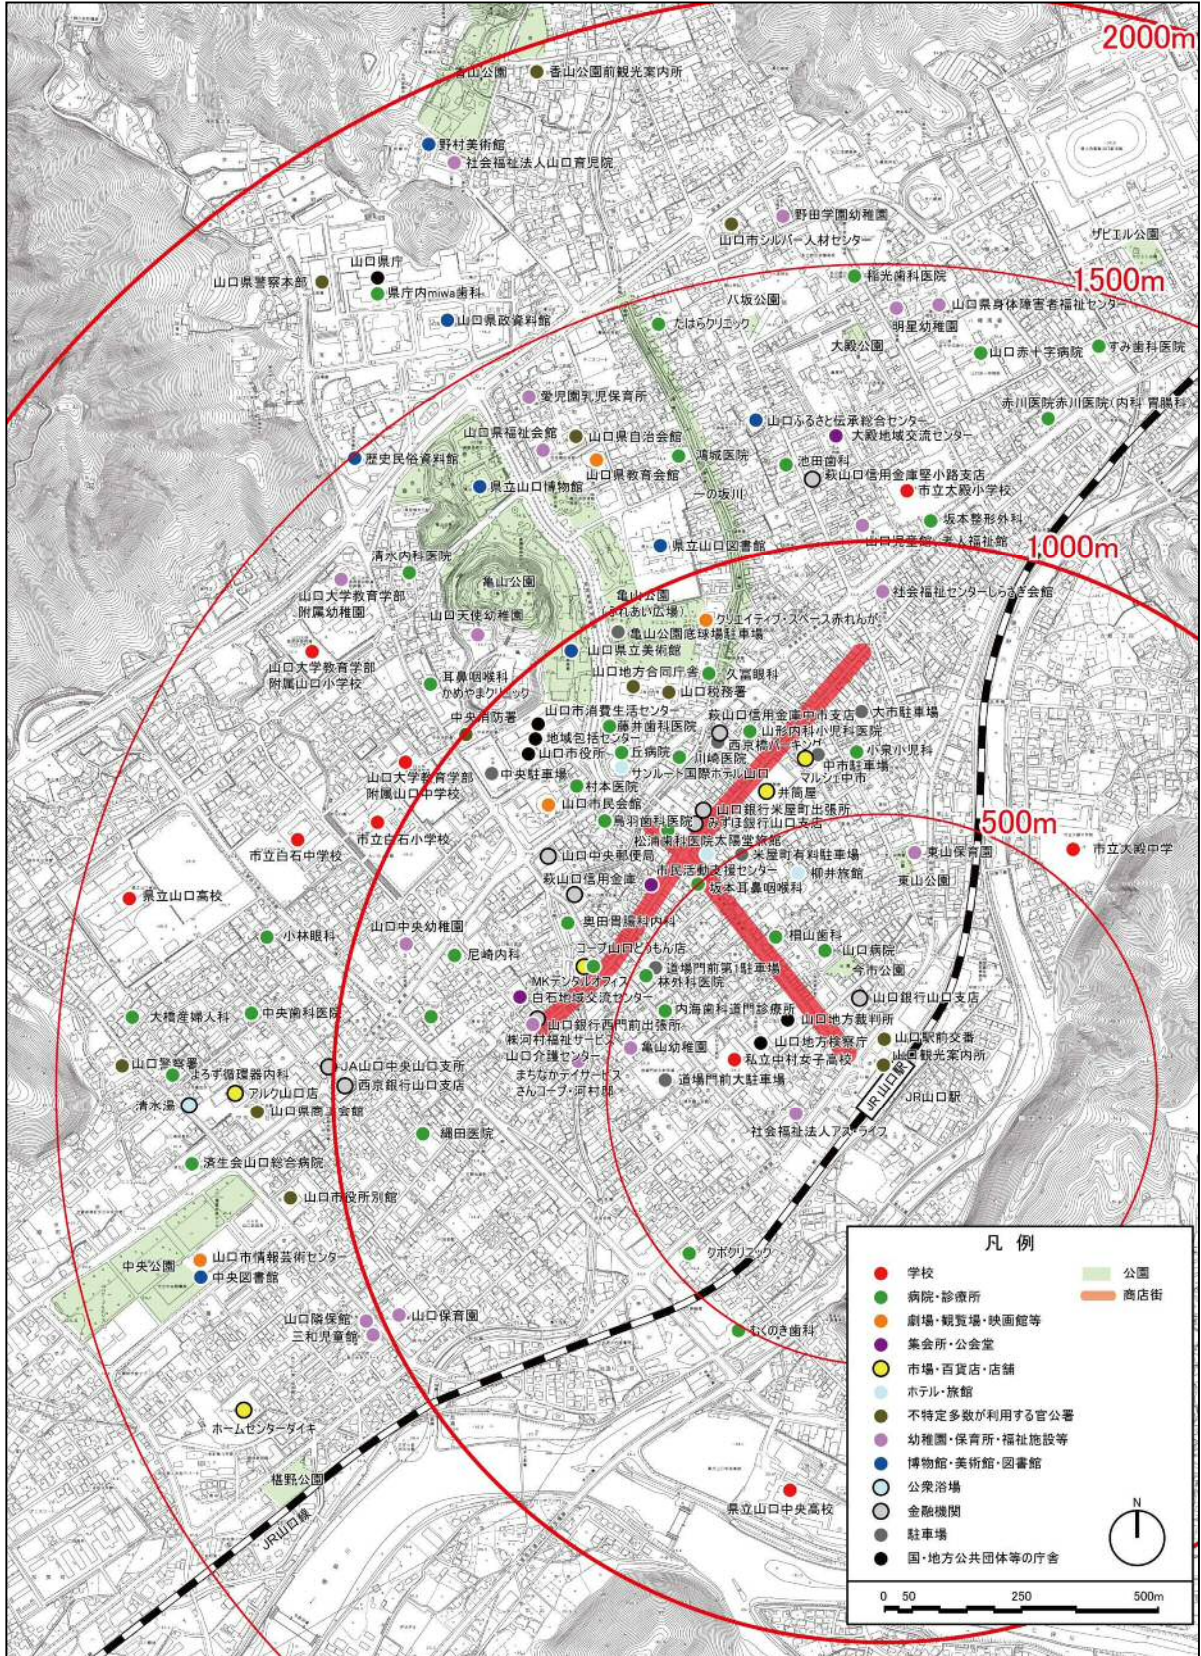 2000m
香山公園
香山公園前観光案内所
野村美術館
社会福祉法人山口育児院
野田学園幼稚園
山口市シルバー人材センター
ザビエル公園
山口県庁
山口県警察本部
県庁内miwa歯科
稲光歯科医院
1500m
八坂公園
山口県身体障害者福祉センター
山口県政資料館
たはらクリニック
明星幼稚園
大殿公園
山口赤十字病院
すみ歯科医院
愛児園乳児保育所
赤川医院赤川医院(内科 胃腸科)
山口ふるさと伝承総合センター
山口県福祉会館
山口県自治会館
大殿地域交流センター
歴史民俗資料館
山口県教育会館
鴻城医院
池田歯科
萩山口信用金庫堅小路支店
県立山口博物館
一の坂川
市立大殿小学校
坂本整形外科
山口児童館、老人福祉館
県立山口図書館
1000m
清水内科医院
亀山公園
山口大学教育学部
附属幼稚園
亀山公園
(ふれあい広場)
社会福祉センターしらさぎ会館
山口天使幼稚園
クリエイティブ・スペース赤れんが
亀山公園底球場駐車場
山口大学教育学部
附属山口小学校
山口県立美術館
耳鼻咽喉科
かめやまクリニック
山口地方合同庁舎
久冨眼科
山口税務署
山口市消費生活センター
萩山口信用金庫中市支店
大市駐車場
中央消防署
藤井歯科医院
山形内科小児科医院
地域包括センター
西京橋パーキング
小泉小児科
山口市役所
丘病院
川崎医院
中市駐車場
山口大学教育学部
附属山口中学校
中央駐車場
サンルート国際ホテル山口
マルシェ中市
村本医院
井筒屋
山口市民会館
山口銀行米屋町出張所
市立白石小学校
鳥羽歯科医院
みずほ銀行山口支店
500m
市立白石中学校
松浦歯科医院
太陽堂旅館
山口中央郵便局
米屋町有料駐車場
東山保育園
市立大殿中学
市民活動支援センター
柳井旅館
東山公園
萩山口信用金庫
坂本耳鼻咽喉科
県立山口高校
奥田胃腸科内科
小林眼科
山口中央幼稚園
椙山歯科
山口病院
尼崎内科
コープ山口どうもん店
道場門前第1駐車場
今市公園
MKデンタルオフィス
林外科医院
白石地域交流センター
山口銀行山口支店
大橋産婦人科
中央歯科医院
内海歯科道門診療所
山口銀行西門前出張所
山口地方裁判所
㈱河村福祉サービス
山口介護センター
亀山幼稚園
山口地方検察庁
山口駅前交番
山口警察署
JA山口中央山口支所
私立中村女子高校
山口観光案内所
よろず循環器内科
まちなかデイサービス
さんコープ・河村邸
西京銀行山口支店
道場門前大駐車場
アルク山口店
JR山口駅
JR山口駅
清水湯
山口県商工会館
社会福祉法人アス・ライフ
縄田医院
済生会山口総合病院
山口市役所別館
クボクリニック
山口市情報芸術センター
中央公園
中央図書館
山口隣保館
山口保育園
三和児童館
むくのき歯科
ホームセンターダイキ
椹野公園
JR山口線
県立山口中央高校
凡 例
学校
公園
病院・診療所
商店街
劇場・観覧場・映画館等
集会所・公会堂
市場・百貨店・店舗
ホテル・旅館
不特定多数が利用する官公署
幼稚園・保育所・福祉施設等
博物館・美術館・図書館
公衆浴場
金融機関
駐車場
国・地方公共団体等の庁舎
N
0 50 250 500m